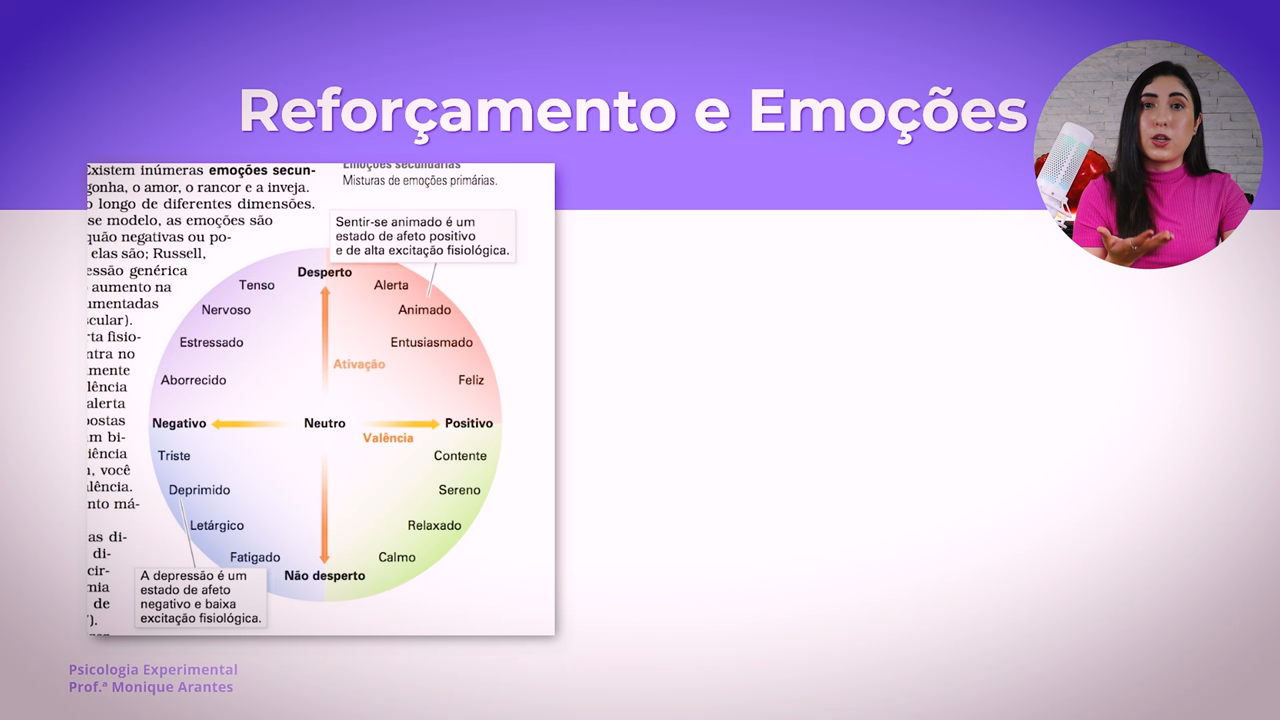 Reforçamento e Emoções
Existem inúmeras emoções secun-
gonha, o amor, o rancor e a inveja.
o longo de diferentes dimensões.
se modelo, as emoções são
quão negativas ou po-
elas são; Russell,
essão genérica
aumento na
umentadas
scular).
rta fisio-
ntra no
mente
lência
alerta
postas
m bi-
iência
, você
lência.
nto má-
as di-
di-
cir-
mia
de
).
Emoções secundárias
Misturas de emoções primárias.
Sentir-se animado é um
estado de afeto positivo
e de alta excitação fisiológica.
Desperto
Tenso
Alerta
Nervoso
Animado
Estressado
Entusiasmado
Ativação
Aborrecido
Feliz
Negativo
Neutro
Positivo
Valência
Triste
Contente
Deprimido
Sereno
Letárgico
Relaxado
Fatigado
Calmo
Não desperto
A depressão é um
estado de afeto
negativo e baixa
excitação fisiológica.
Psicologia Experimental
Prof.ª Monique Arantes